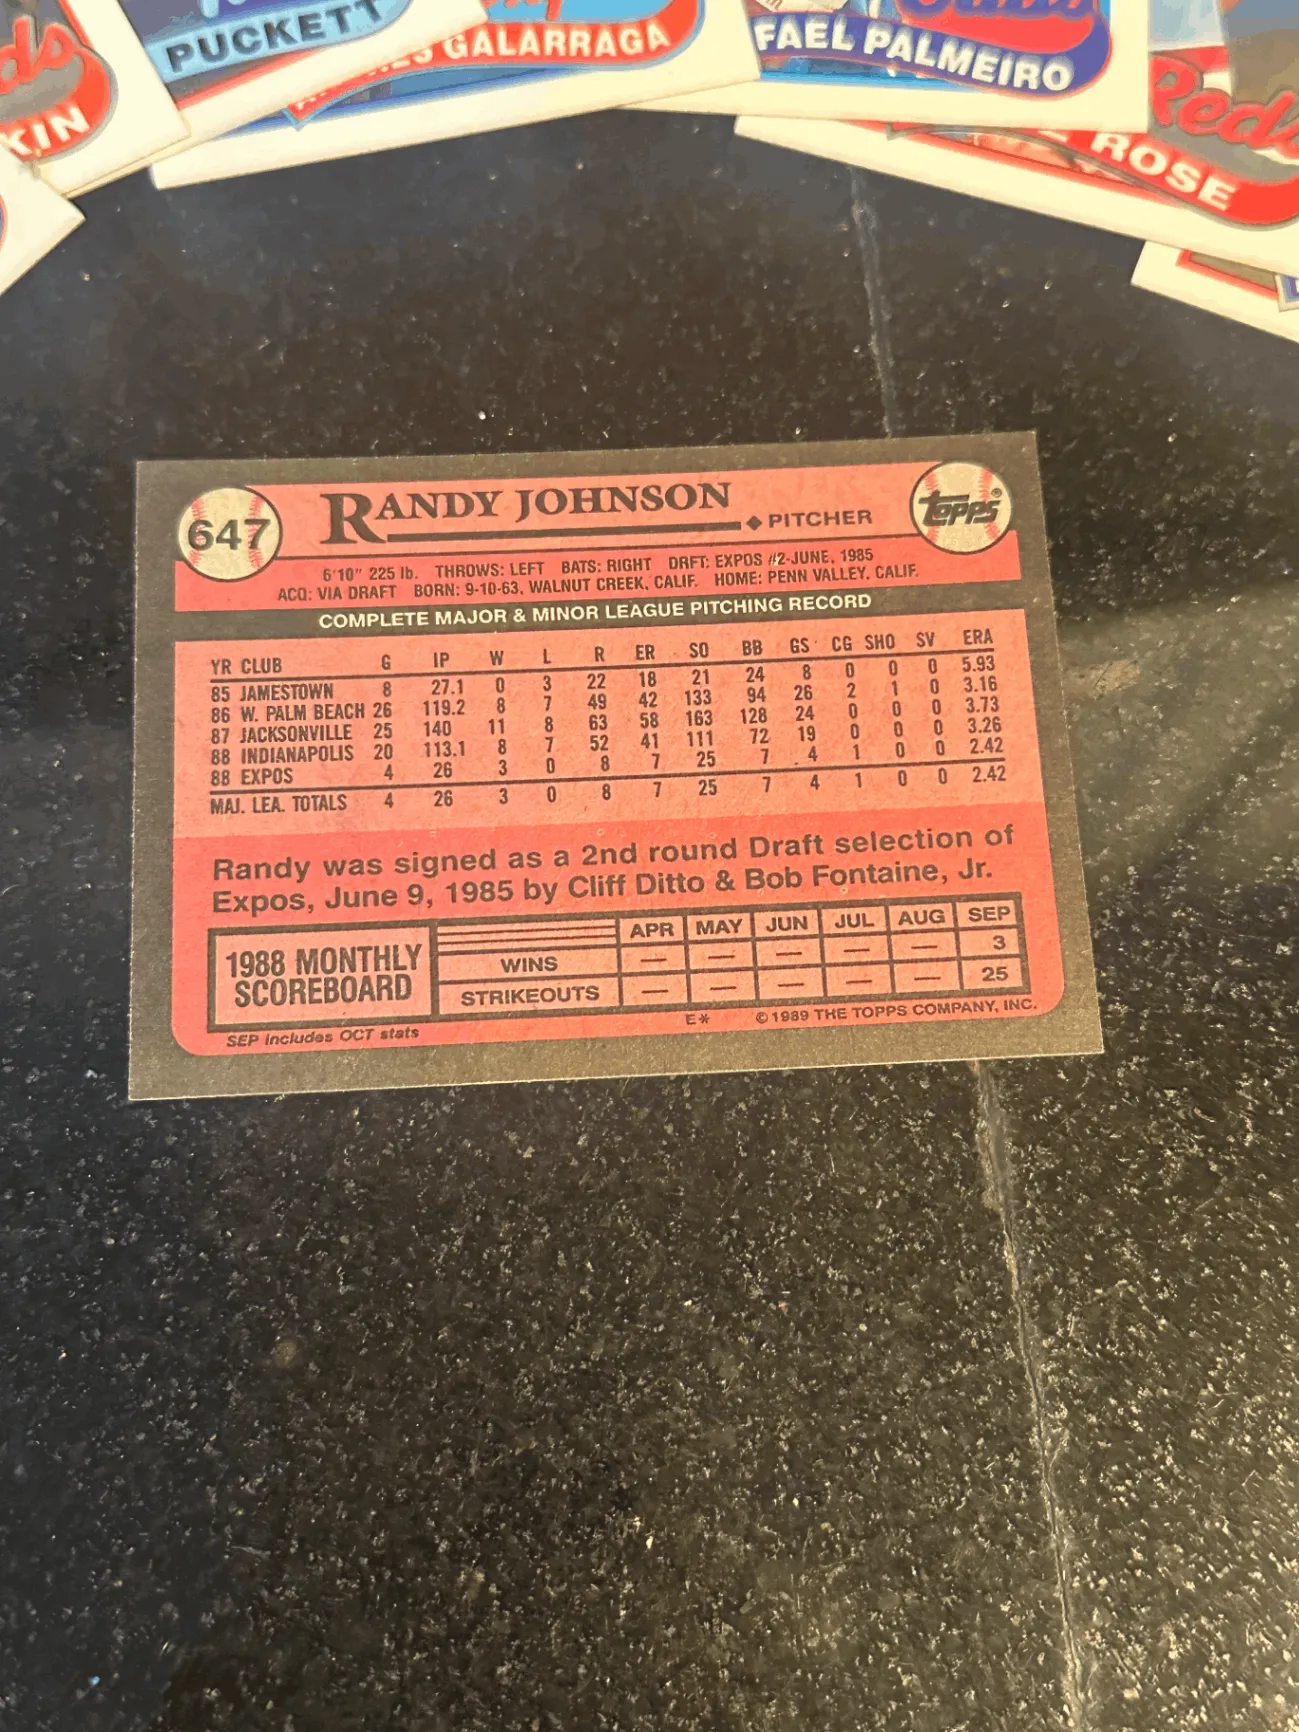 Reds
KIN
PUCKETT
GALARRAGA
FAEL PALMEIRO
Reds
ROSE
647
RANDY JOHNSON
PITCHER
TOPPS®
6'10" 225 lb. THROWS: LEFT BATS: RIGHT DRFT: EXPOS #2-JUNE, 1985
ACQ: VIA DRAFT BORN: 9-10-63, WALNUT CREEK, CALIF. HOME: PENN VALLEY, CALIF.
COMPLETE MAJOR & MINOR LEAGUE PITCHING RECORD
YR CLUB G IP W L R ER SO BB GS CG SHO SV ERA
85 JAMESTOWN 8 27.1 0 3 22 18 21 24 8 0 0 0 5.93
86 W. PALM BEACH 26 119.2 8 7 49 42 133 94 26 2 1 0 3.16
87 JACKSONVILLE 25 140 11 8 63 58 163 128 24 0 0 0 3.73
88 INDIANAPOLIS 20 113.1 8 7 52 41 111 72 19 0 0 0 3.26
88 EXPOS 4 26 3 0 8 7 25 7 4 1 0 0 2.42
MAJ. LEA. TOTALS 4 26 3 0 8 7 25 7 4 1 0 0 2.42
Randy was signed as a 2nd round Draft selection of
Expos, June 9, 1985 by Cliff Ditto & Bob Fontaine, Jr.
1988 MONTHLY
SCOREBOARD
APR MAY JUN JUL AUG SEP
WINS — — — — — 3
STRIKEOUTS — — — — — 25
SEP includes OCT stats
E* © 1989 THE TOPPS COMPANY, INC.